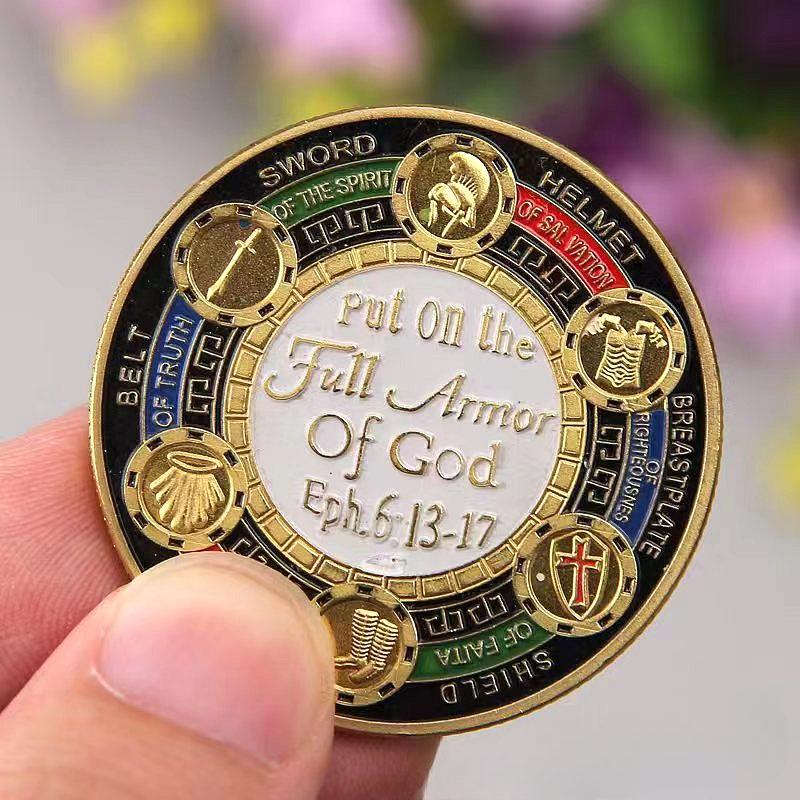 Put On the
Full Armor
Of God
Eph.6:13-17
SWORD
OF THE SPIRIT
HELMET
OF SALVATION
BREASTPLATE
OF
RIGHTEOUSNES
SHIELD
OF FAITA
BELT
OF TRUTH